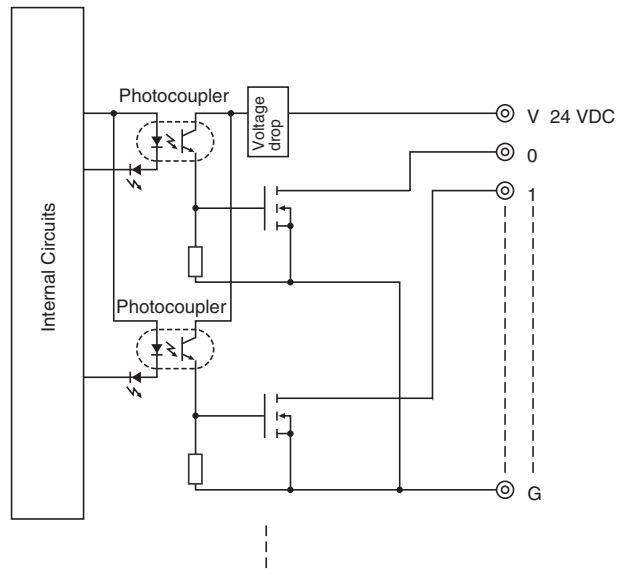 Internal Circuits
Photocoupler
Voltage
drop
V 24 VDC
0
1
Photocoupler
G